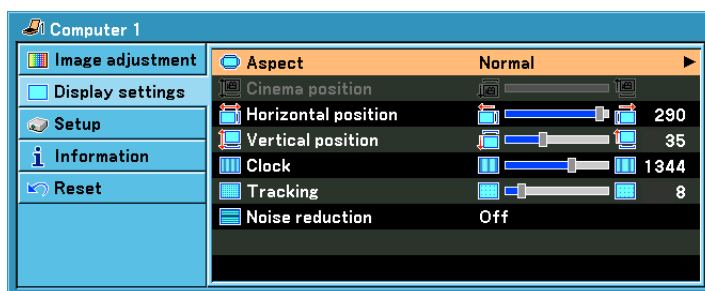 Computer 1
Image adjustment
Display settings
Setup
Information
Reset
Aspect Normal
Cinema position
Horizontal position 290
Vertical position 35
Clock 1344
Tracking 8
Noise reduction Off